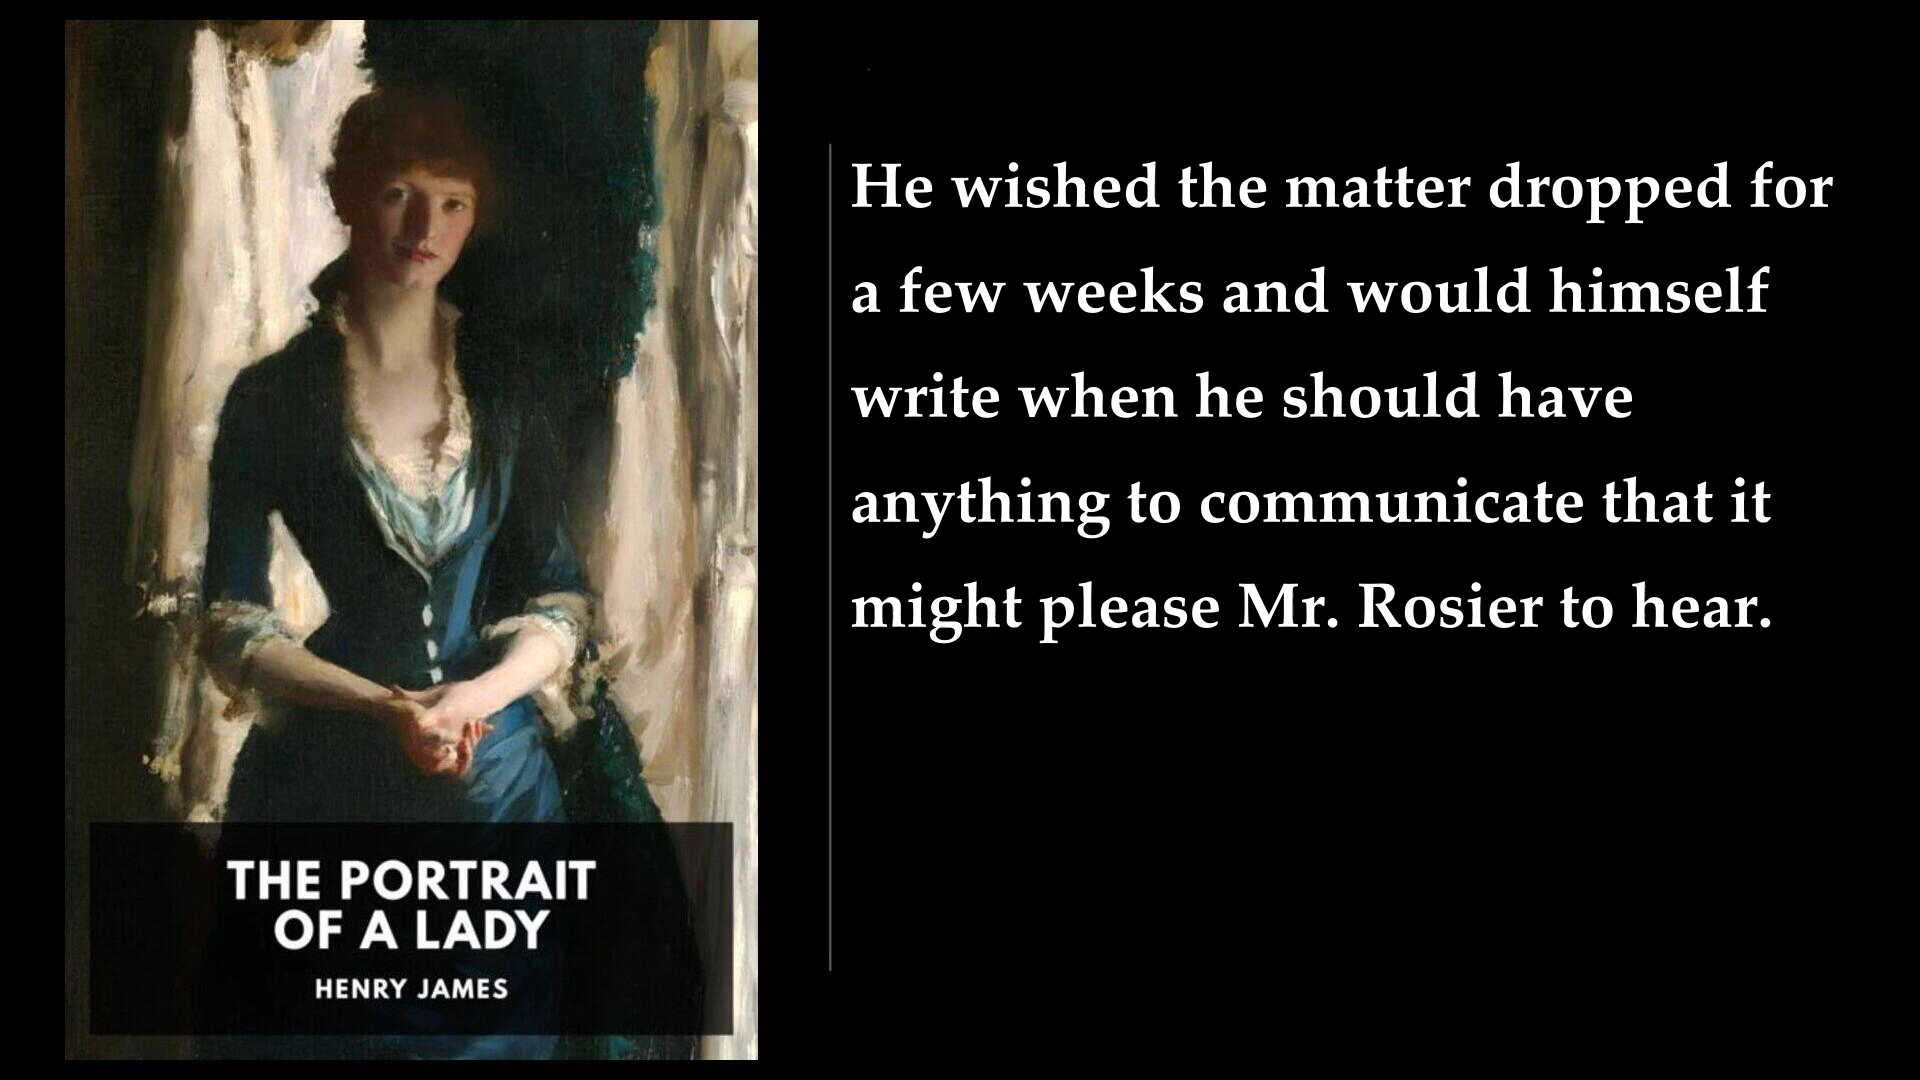 He wished the matter dropped for
a few weeks and would himself
write when he should have
anything to communicate that it
might please Mr. Rosier to hear.
THE PORTRAIT
OF A LADY
HENRY JAMES